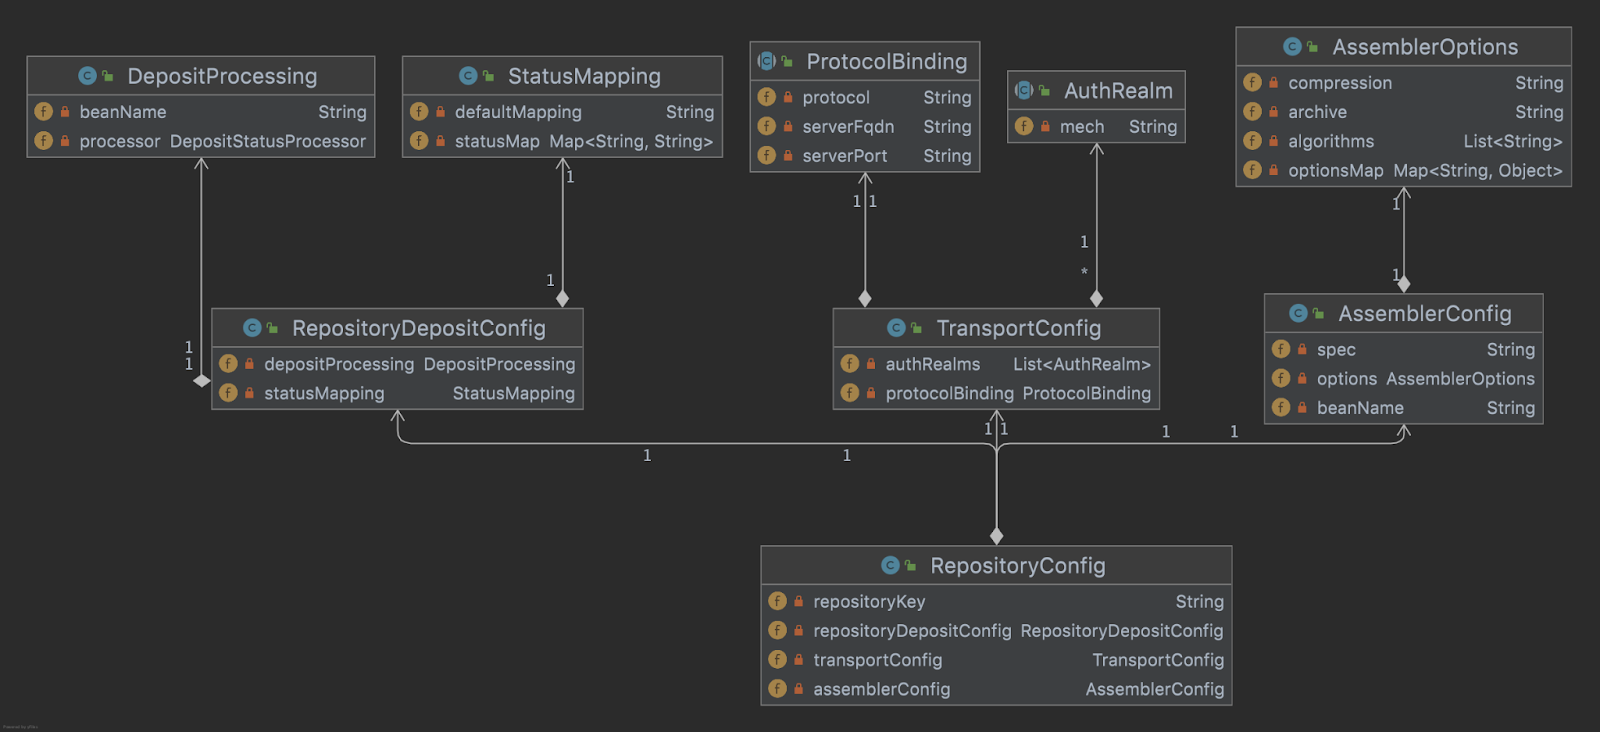 DepositProcessing
beanName String
processor DepositStatusProcessor
StatusMapping
defaultMapping String
statusMap Map<String, String>
ProtocolBinding
protocol String
serverFqdn String
serverPort String
AuthRealm
mech String
AssemblerOptions
compression String
archive String
algorithms List<String>
optionsMap Map<String, Object>
1
1 1
1
1
*
1
1
1
1
1
RepositoryDepositConfig
depositProcessing DepositProcessing
statusMapping StatusMapping
TransportConfig
authRealms List<AuthRealm>
protocolBinding ProtocolBinding
AssemblerConfig
spec String
options AssemblerOptions
beanName String
1 1
1 1
1 1
RepositoryConfig
repositoryKey String
repositoryDepositConfig RepositoryDepositConfig
transportConfig TransportConfig
assemblerConfig AssemblerConfig